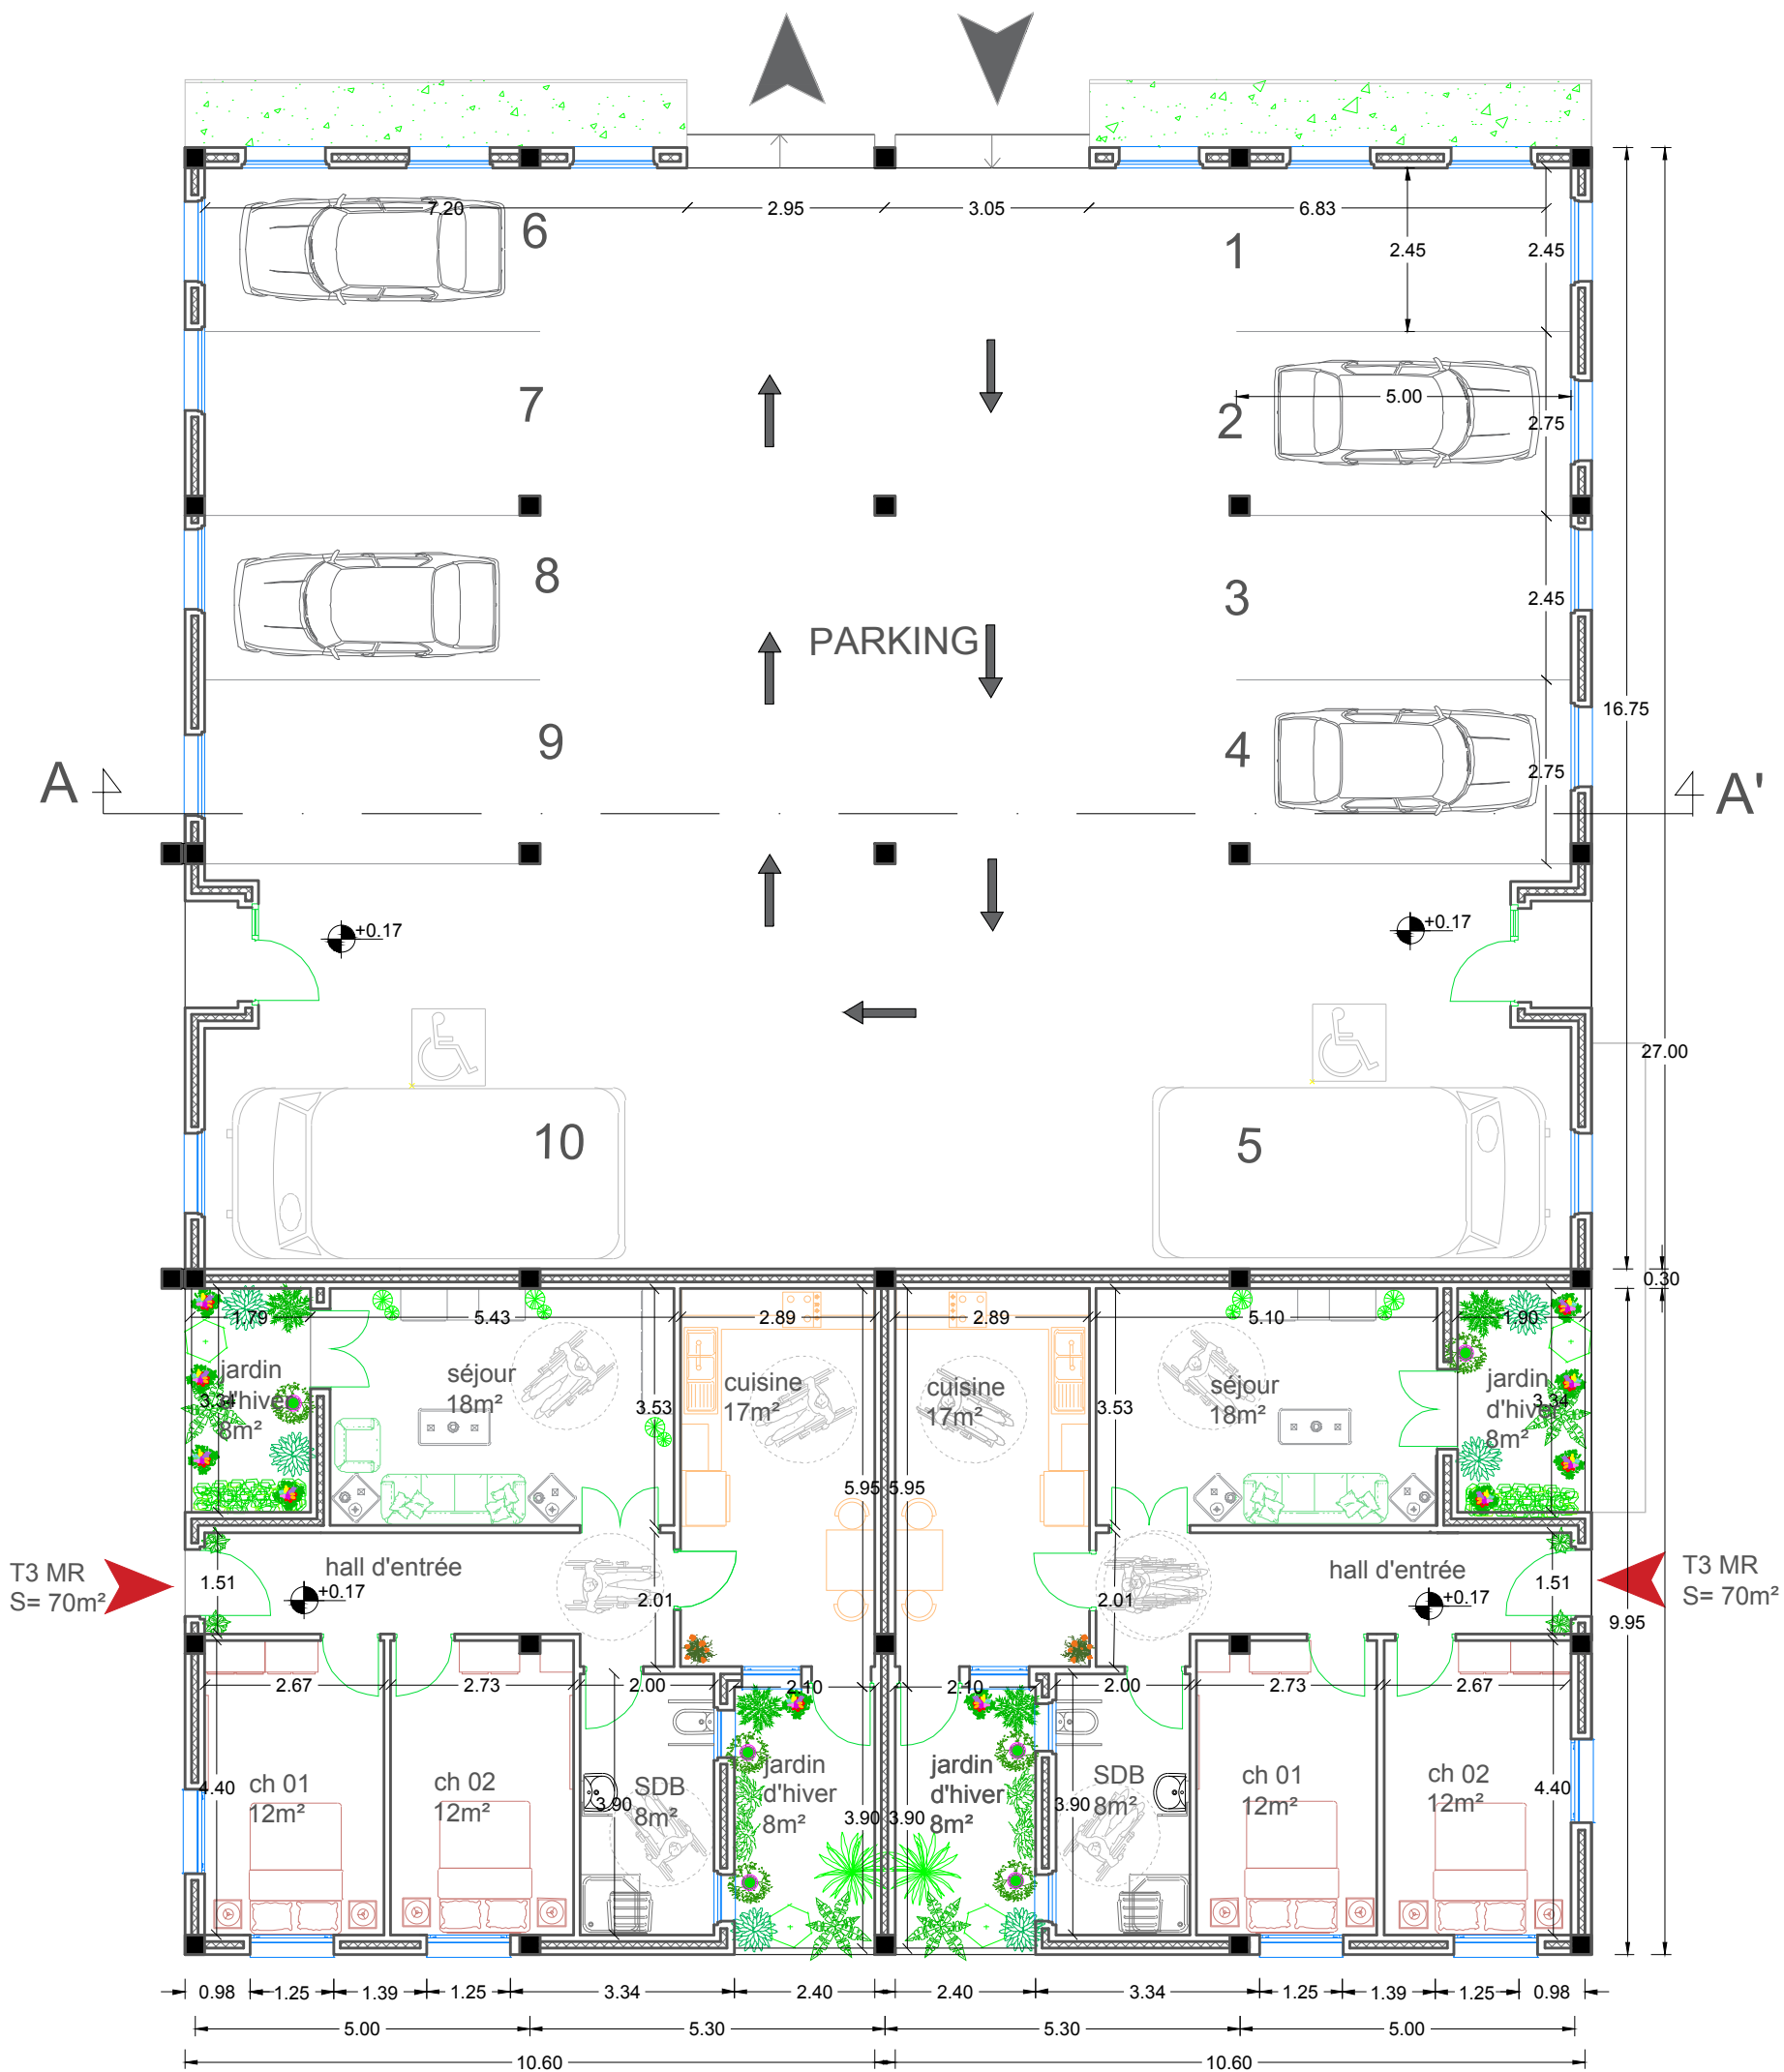 7.20
2.95
3.05
6.83
6
1
2.45
2.45
7
2
5.00
2.75
8
3
2.45
PARKING
16.75
9
4
2.75
A
A'
+0.17
+0.17
27.00
10
5
0.30
1.79
5.43
2.89
2.89
5.10
1.90
jardin
d'hiver
8m²
3.34
séjour
18m²
3.53
cuisine
17m²
cuisine
17m²
3.53
séjour
18m²
jardin
d'hiver
8m²
3.34
5.95
5.95
T3 MR
S= 70m²
1.51
hall d'entrée
+0.17
2.01
2.01
hall d'entrée
+0.17
1.51
T3 MR
S= 70m²
9.95
2.67
2.73
2.00
2.10
2.10
2.00
2.73
2.67
4.40
ch 01
12m²
ch 02
12m²
SDB
8m²
3.90
jardin
d'hiver
8m²
3.90
3.90
jardin
d'hiver
8m²
SDB
8m²
3.90
ch 01
12m²
ch 02
12m²
4.40
0.98
1.25
1.39
1.25
3.34
2.40
2.40
3.34
1.25
1.39
1.25
0.98
5.00
5.30
5.30
5.00
10.60
10.60